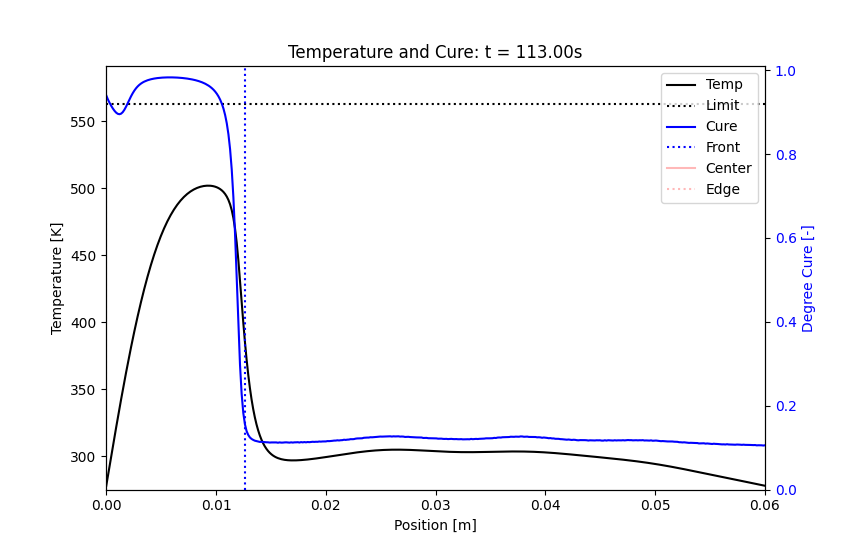 Temperature and Cure: t = 113.00s
Temp
Limit
Cure
Front
Center
Edge
550
500
450
400
350
300
Temperature [K]
1.0
0.8
0.6
0.4
0.2
0.0
Degree Cure [-]
0.00 0.01 0.02 0.03 0.04 0.05 0.06
Position [m]